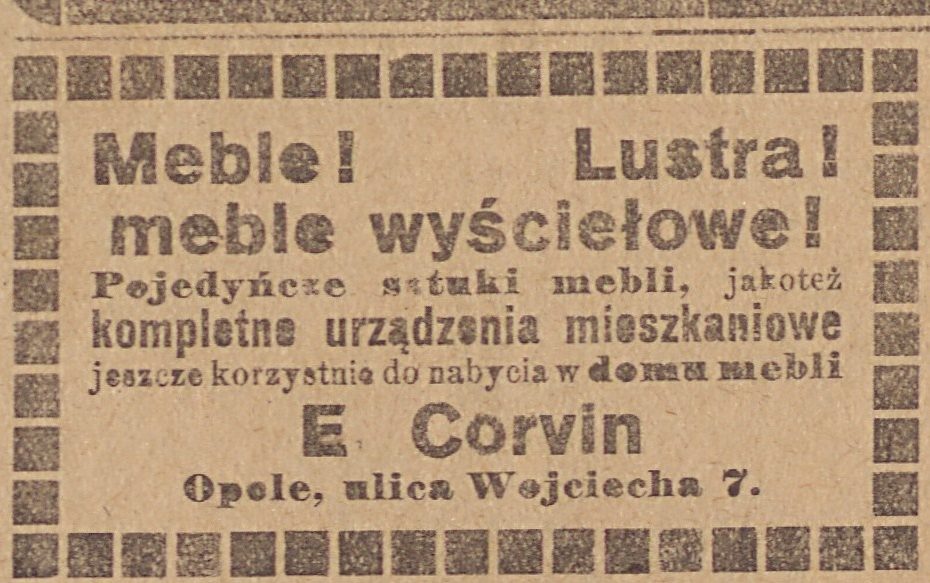 Meble! Lustra!
meble wyściełowe!
Pojedyńcze sztuki mebli, jakoteż
kompletne urządzenia mieszkaniowe
jeszcze korzystnie do nabycia w domu mebli
E. Corvin
Opole, ulica Wojciecha 7.